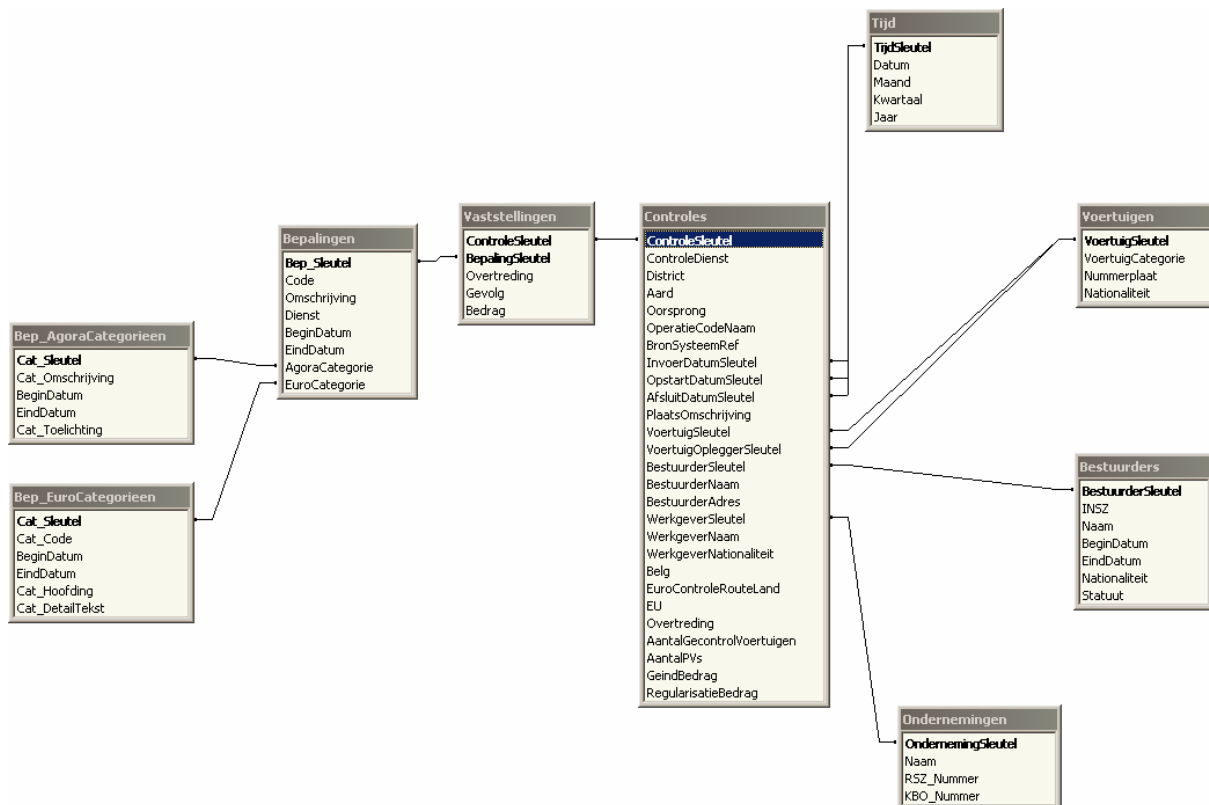 Tijd
TijdSleutel
Datum
Maand
Kwartaal
Jaar
Vaststellingen
ControleSleutel
BepalingSleutel
Overtreding
Gevolg
Bedrag
Controles
ControleSleutel
ControleDienst
District
Aard
Oorsprong
OperatieCodeNaam
BronSysteemRef
InvoerDatumSleutel
OpstartDatumSleutel
AfsluitDatumSleutel
PlaatsOmschrijving
VoertuigSleutel
VoertuigOpleggerSleutel
BestuurderSleutel
BestuurderNaam
BestuurderAdres
WerkgeverSleutel
WerkgeverNaam
WerkgeverNationaliteit
Belg
EuroControleRouteLand
EU
Overtreding
AantalGecontrolVoertuigen
AantalPVs
GeindBedrag
RegularisatieBedrag
Voertuigen
VoertuigSleutel
VoertuigCategorie
Nummerplaat
Nationaliteit
Bepalingen
Bep_Sleutel
Code
Omschrijving
Dienst
BeginDatum
EindDatum
AgoraCategorie
EuroCategorie
Bep_AgoraCategorieen
Cat_Sleutel
Cat_Omschrijving
BeginDatum
EindDatum
Cat_Toelichting
Bep_EuroCategorieen
Cat_Sleutel
Cat_Code
BeginDatum
EindDatum
Cat_Hoofding
Cat_DetailTekst
Bestuurders
BestuurderSleutel
INSZ
Naam
BeginDatum
EindDatum
Nationaliteit
Statuut
Ondernemingen
OndernemingSleutel
Naam
RSZ_Nummer
KBO_Nummer